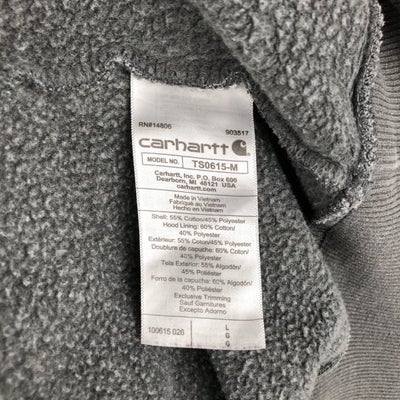 RN#14806 903517
carhartt
MODEL NO. TS0615-M
Carhartt, Inc. P.O. Box 600
Dearborn, MI 48121 USA
carhartt.com
Made in Vietnam
Fabriqué au Vietnam
Hecho en Vietnam
Shell: 55% Cotton/45% Polyester
Hood Lining: 60% Cotton/
40% Polyester
Extérieur: 55% Coton/45% Polyester
Doublure de capuche: 60% Coton/
40% Polyester
Tela Exterior: 55% Algodón/
45% Poliéster
Forro de la capucha: 60% Algodón/
40% Poliéster
Exclusive Trimming
Sauf Garnitures
Excepto Adorno
100615 026
L
G
G